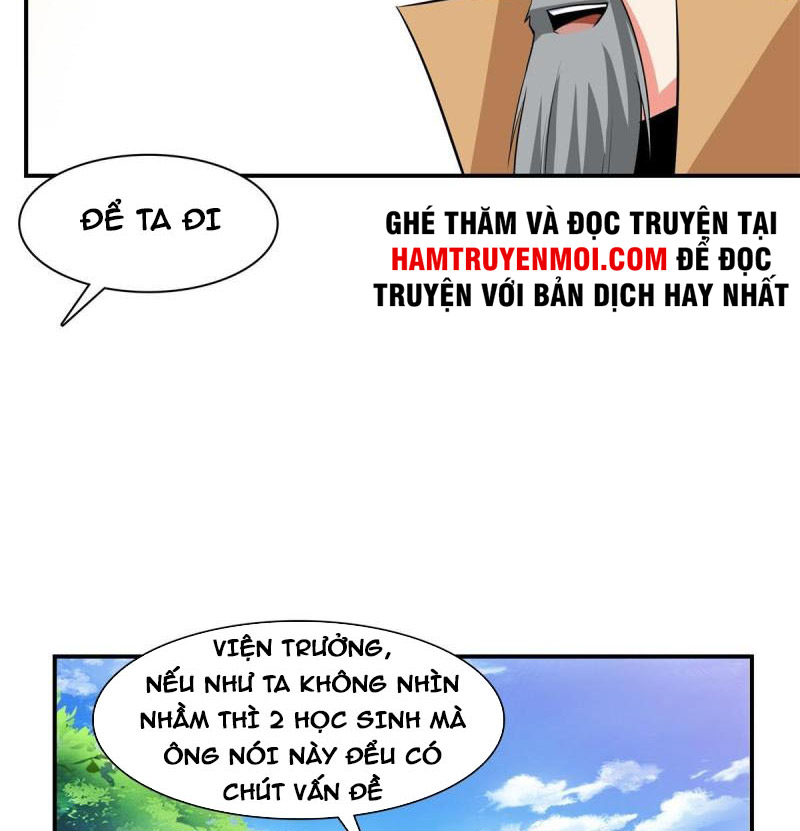 ĐỂ TA ĐI
GHÉ THĂM VÀ ĐỌC TRUYỆN TẠI
HAMTRUYENMOI.COM ĐỂ ĐỌC
TRUYỆN VỚI BẢN DỊCH HAY NHẤT
VIỆN TRƯỞNG,
NẾU NHƯ TA KHÔNG NHÌN
NHẦM THÌ 2 HỌC SINH MÀ
ÔNG NÓI NÀY ĐỀU CÓ
CHÚT VẤN ĐỀ